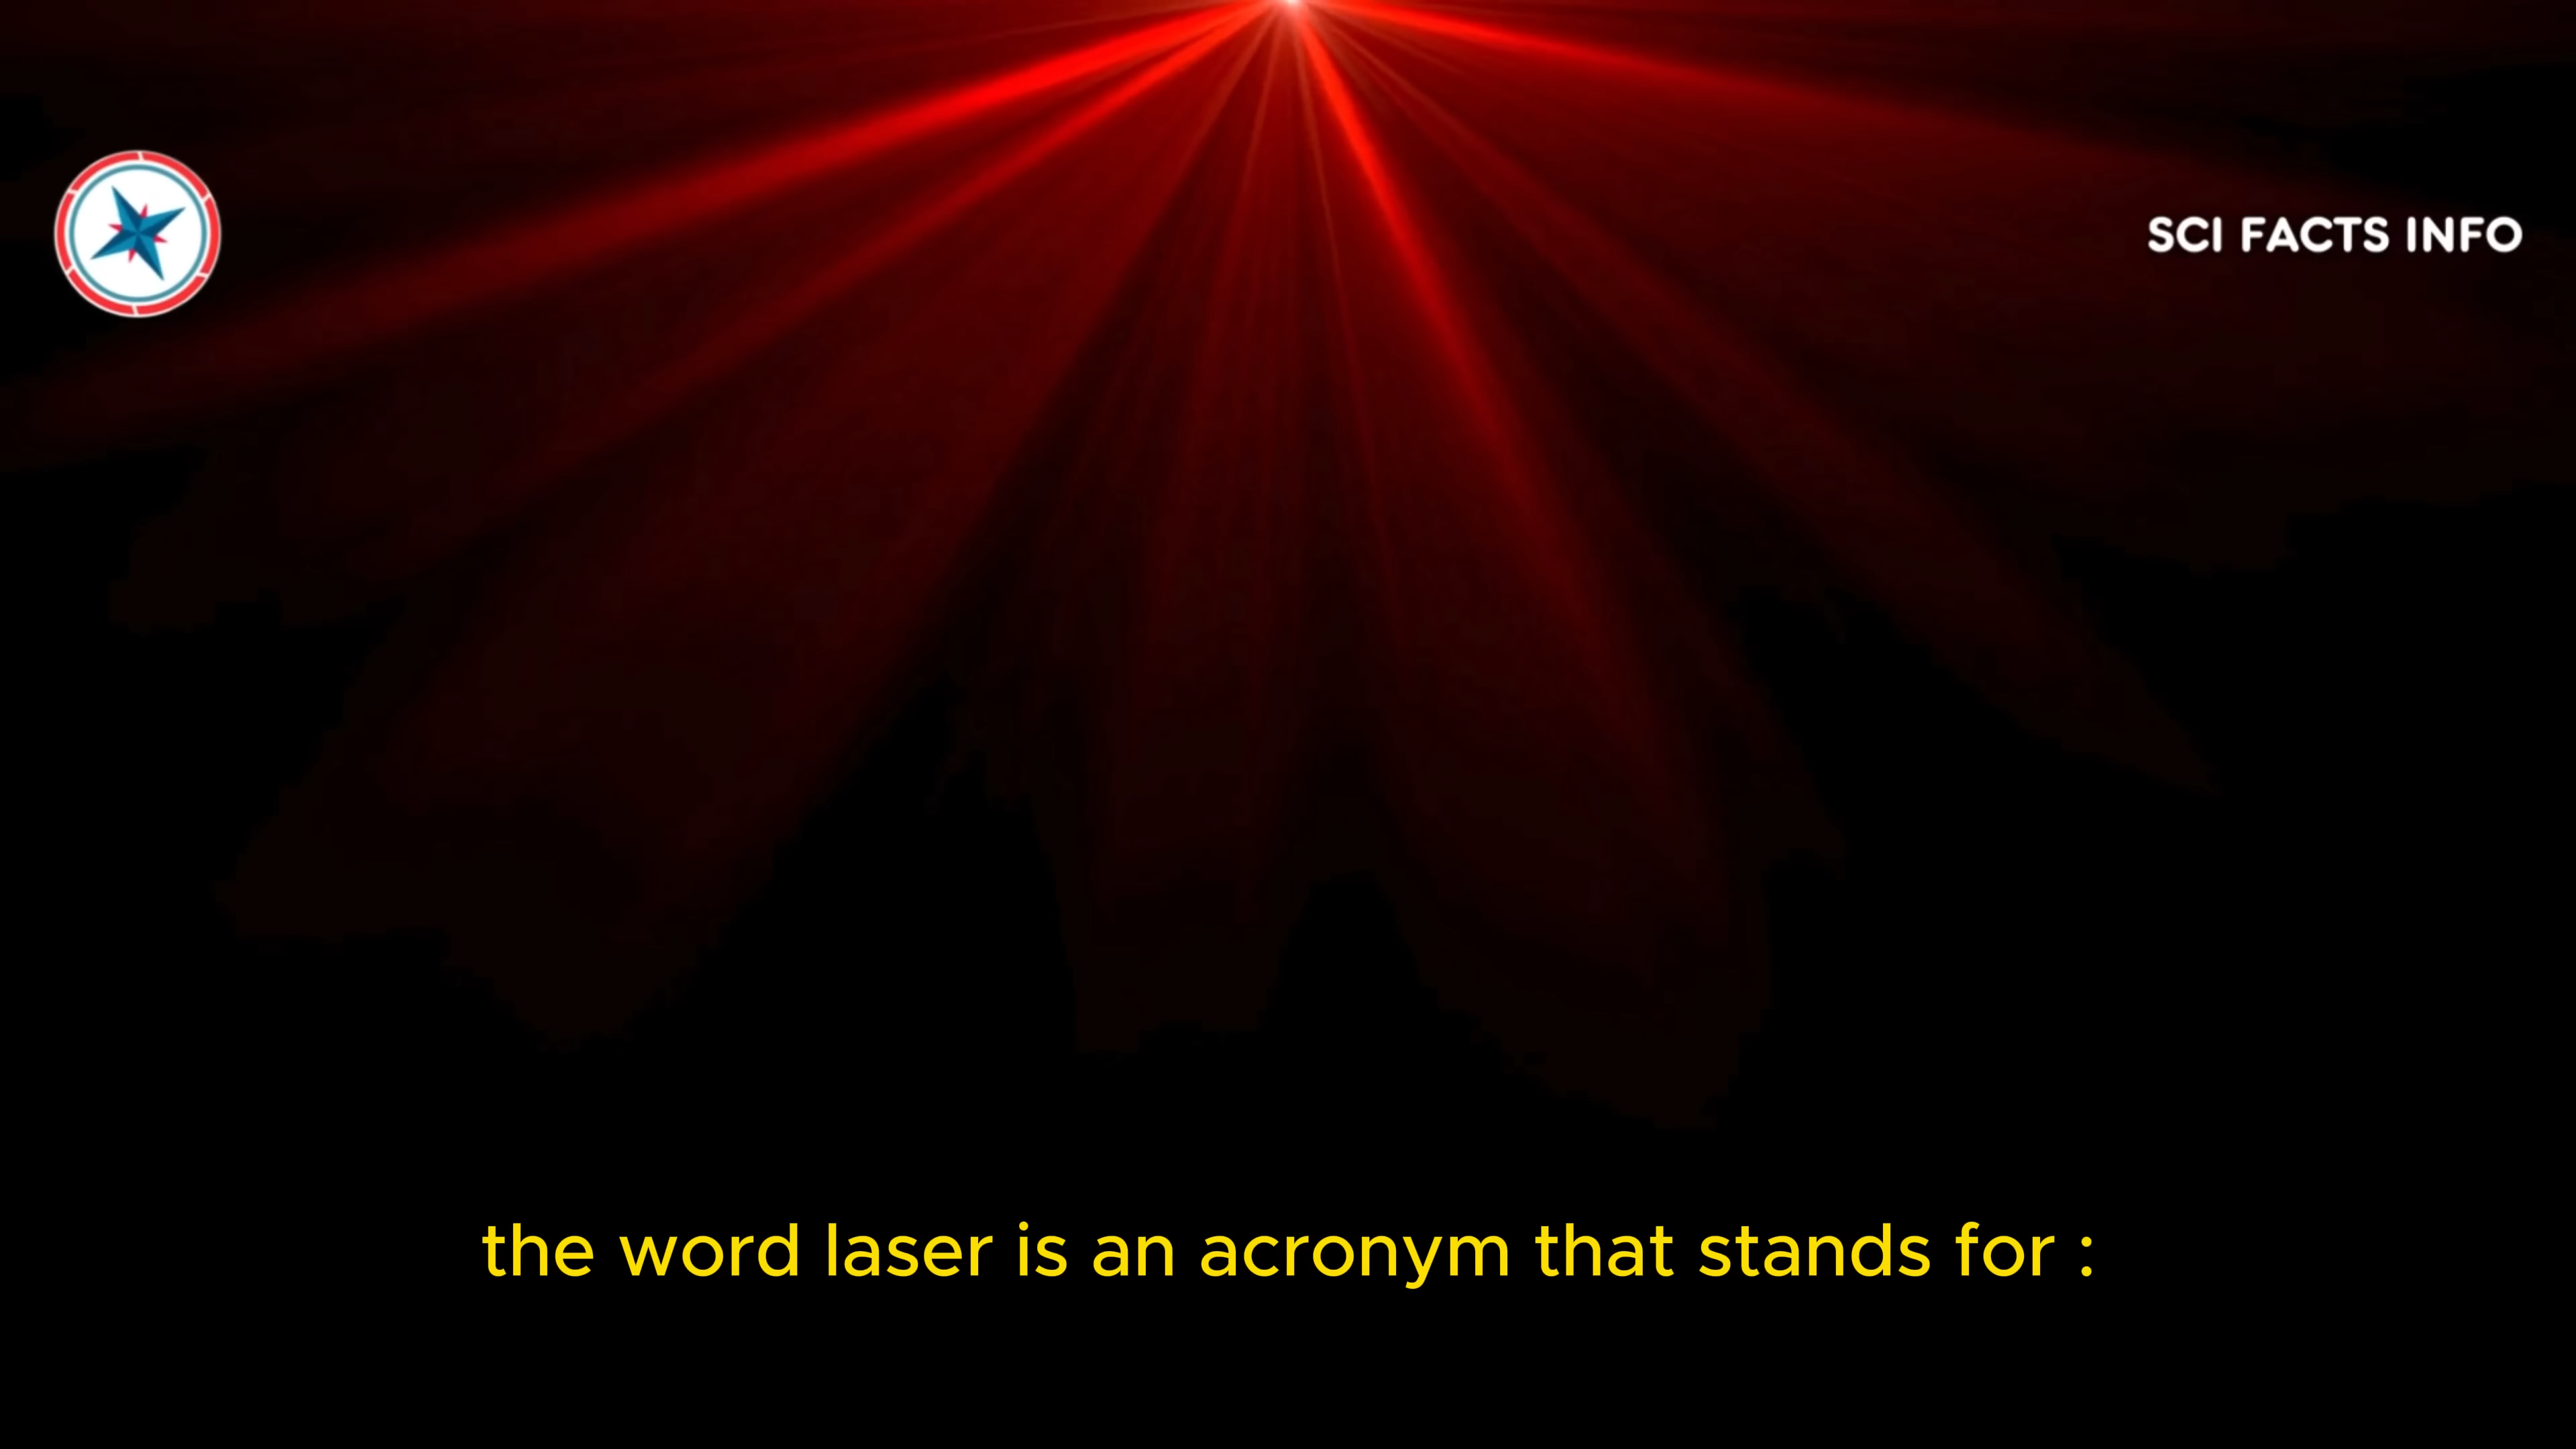 SCI FACTS INFO
the word laser is an acronym that stands for :